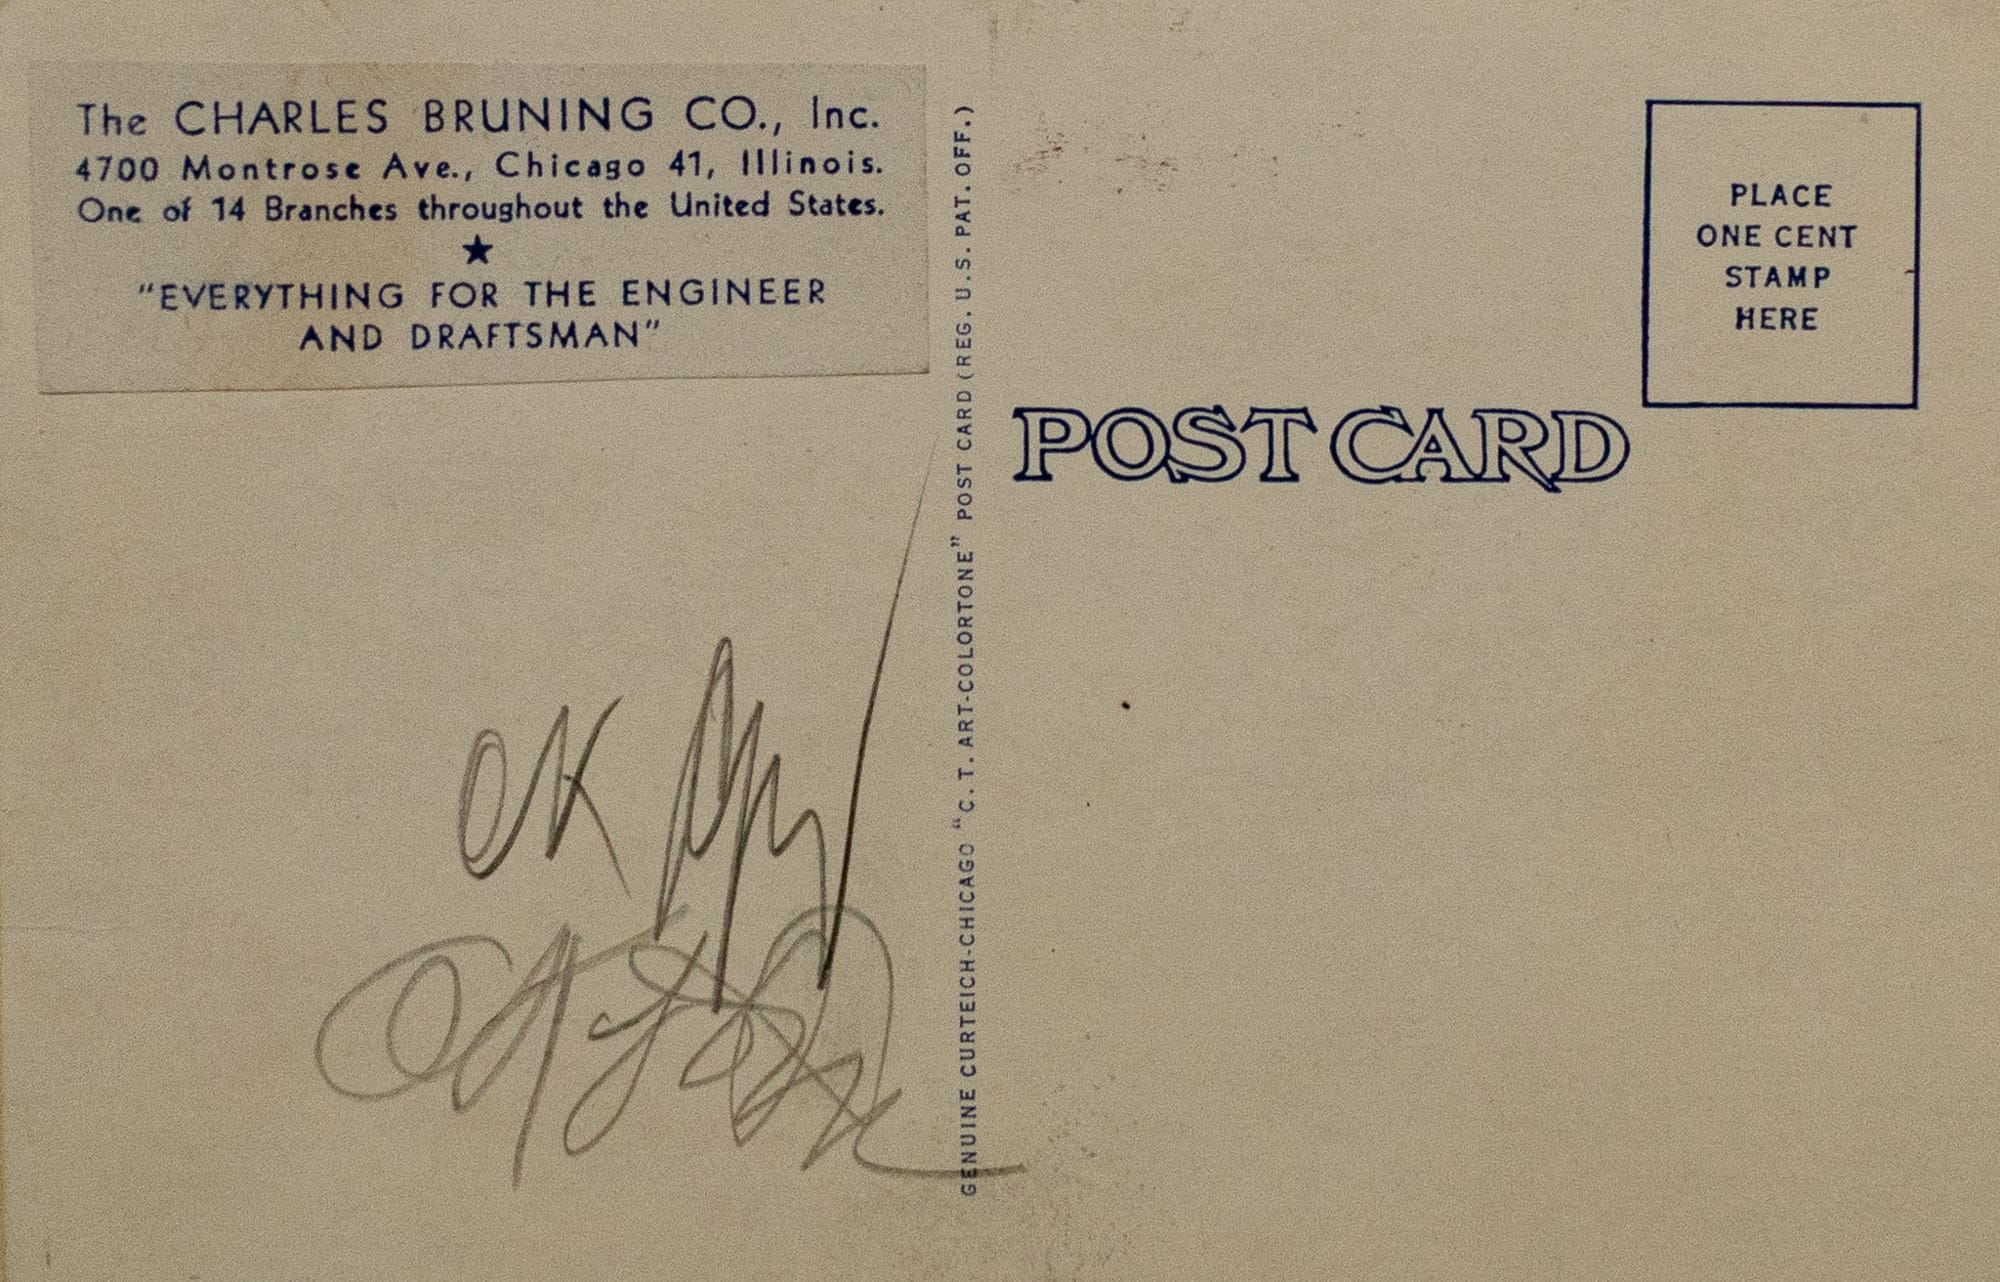 The CHARLES BRUNING CO., Inc.
4700 Montrose Ave., Chicago 41, Illinois.
One of 14 Branches throughout the United States.
★
"EVERYTHING FOR THE ENGINEER
AND DRAFTSMAN"
OK
GENUINE CURTEICH-CHICAGO "C. T. ART-COLORTONE" POST CARD (REG. U.S. PAT. OFF.)
POST CARD
PLACE
ONE CENT
STAMP
HERE